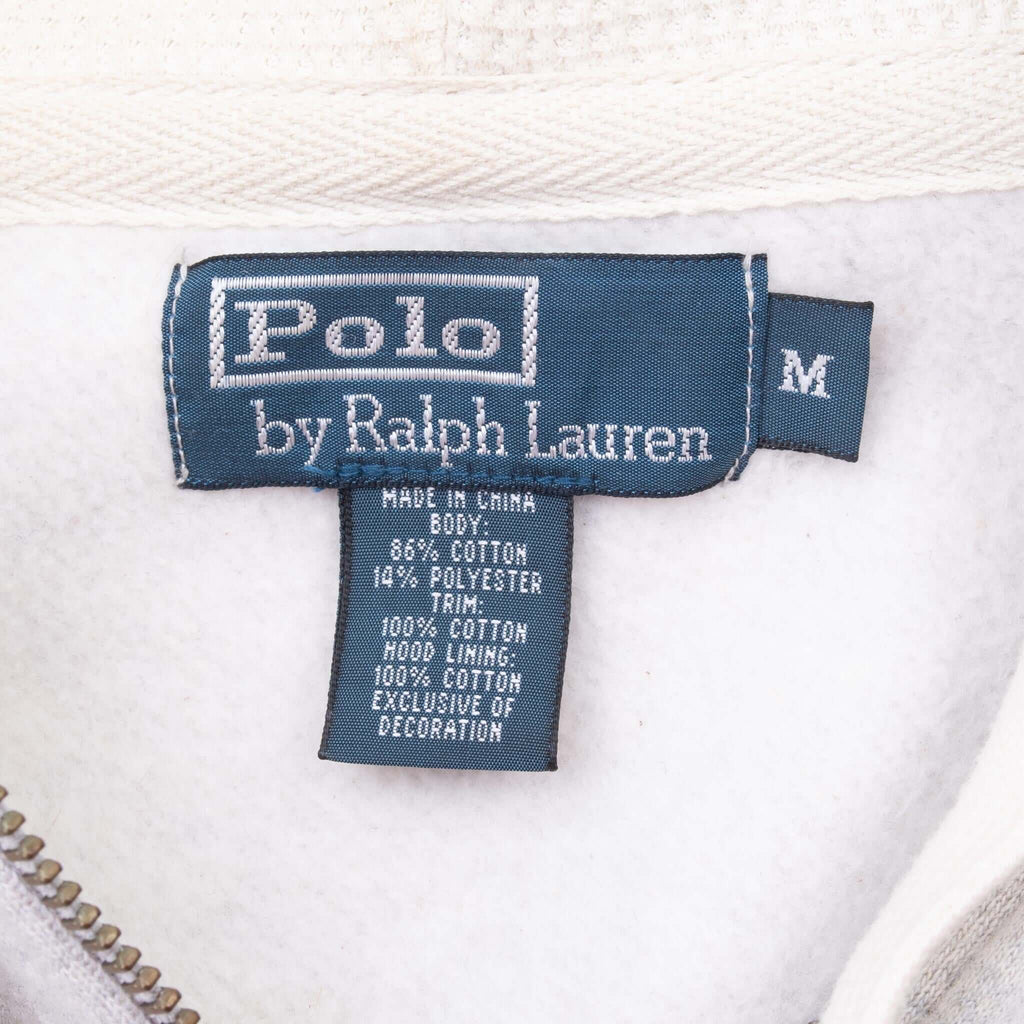 Polo
by Ralph Lauren
M
MADE IN CHINA
BODY:
86% COTTON
14% POLYESTER
TRIM:
100% COTTON
HOOD LINING:
100% COTTON
EXCLUSIVE OF
DECORATION